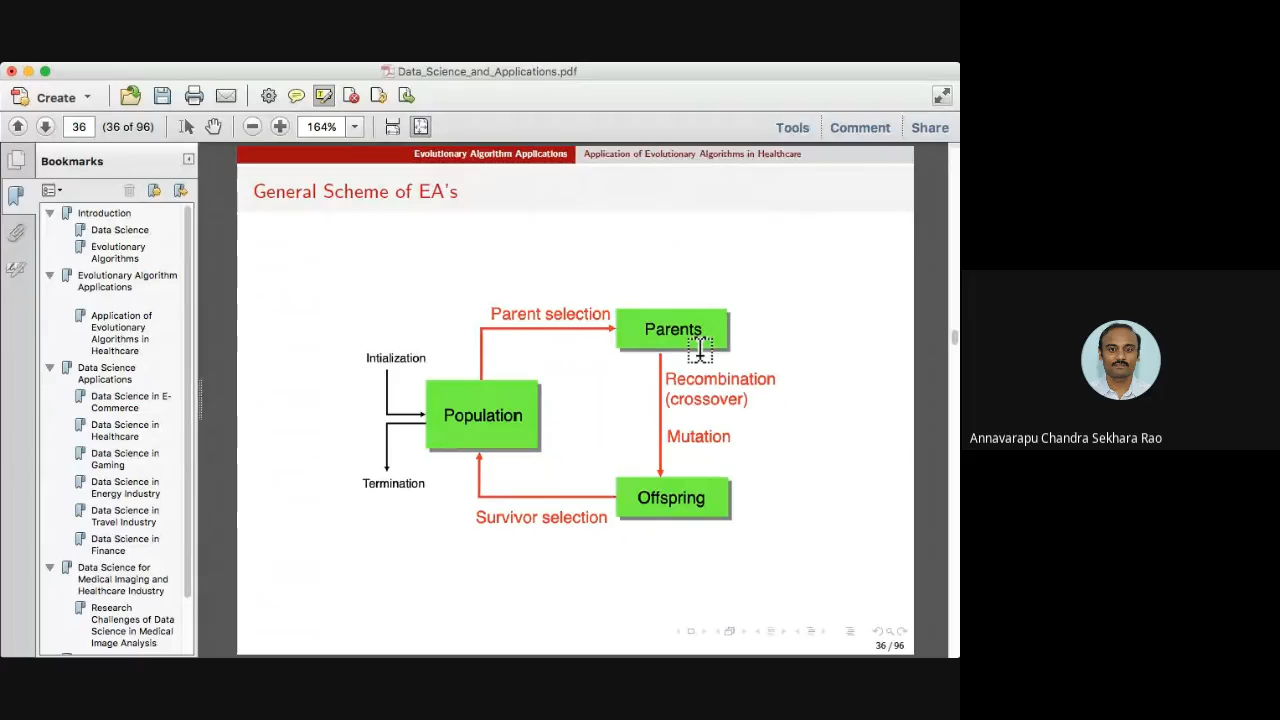 Data_Science_and_Applications.pdf
Create
36 (36 of 96) 164% Tools Comment Share
Bookmarks
Introduction
Data Science
Evolutionary
Algorithms
Evolutionary Algorithm
Applications
Application of
Evolutionary
Algorithms in
Healthcare
Data Science
Applications
Data Science in E-
Commerce
Data Science in
Healthcare
Data Science in
Gaming
Data Science in
Energy Industry
Data Science in
Travel Industry
Data Science in
Finance
Data Science for
Medical Imaging and
Healthcare Industry
Research
Challenges of Data
Science in Medical
Image Analysis
Evolutionary Algorithm Applications Application of Evolutionary Algorithms in Healthcare
General Scheme of EA's
Parent selection
Parents
Intialization
Recombination
(crossover)
Population
Mutation
Termination
Offspring
Survivor selection
36 / 96
Annavarapu Chandra Sekhara Rao